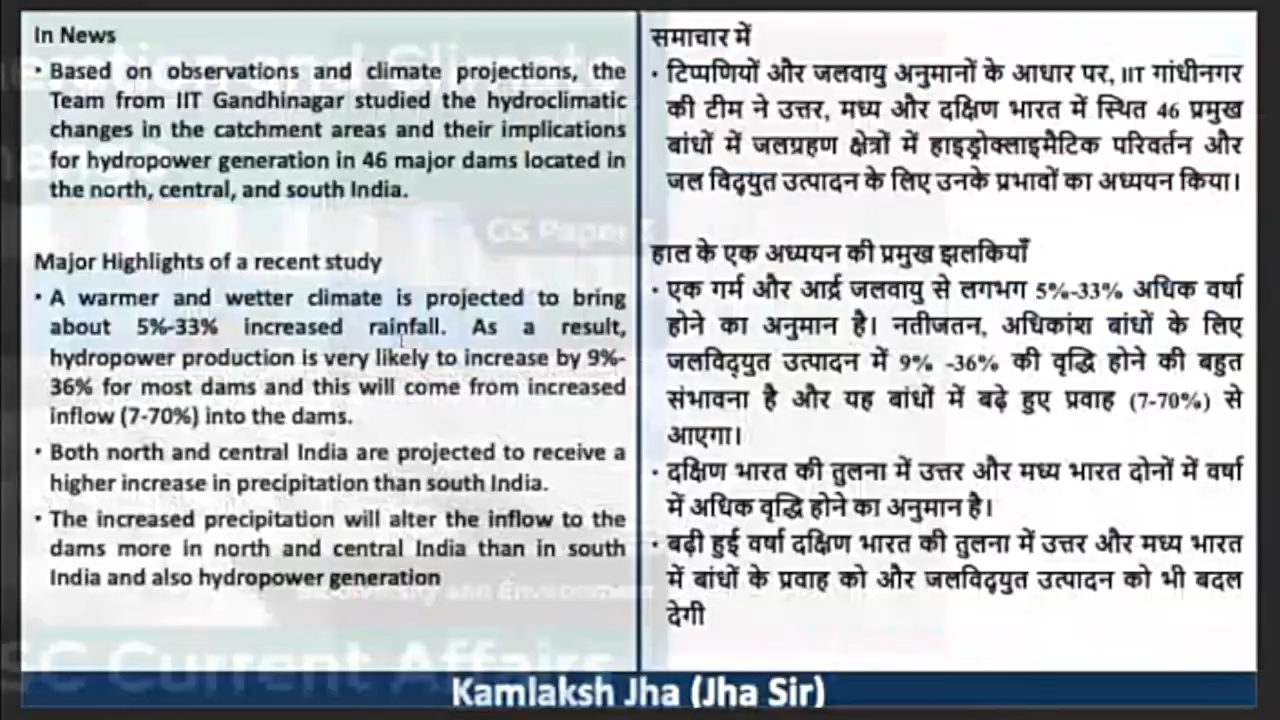 In News
• Based on observations and climate projections, the
Team from IIT Gandhinagar studied the hydroclimatic
changes in the catchment areas and their implications
for hydropower generation in 46 major dams located in
the north, central, and south India.
Major Highlights of a recent study
• A warmer and wetter climate is projected to bring
about 5%-33% increased rainfall. As a result,
hydropower production is very likely to increase by 9%-
36% for most dams and this will come from increased
inflow (7-70%) into the dams.
• Both north and central India are projected to receive a
higher increase in precipitation than south India.
• The increased precipitation will alter the inflow to the
dams more in north and central India than in south
India and also hydropower generation
समाचार में
• टिप्पणियों और जलवायु अनुमानों के आधार पर, IIT गांधीनगर
की टीम ने उत्तर, मध्य और दक्षिण भारत में स्थित 46 प्रमुख
बांधों में जलग्रहण क्षेत्रों में हाइड्रोक्लाइमैटिक परिवर्तन और
जल विद्युत उत्पादन के लिए उनके प्रभावों का अध्ययन किया।
हाल के एक अध्ययन की प्रमुख झलकियाँ
• एक गर्म और आर्द्र जलवायु से लगभग 5%-33% अधिक वर्षा
होने का अनुमान है। नतीजतन, अधिकांश बांधों के लिए
जलविद्युत उत्पादन में 9% -36% की वृद्धि होने की बहुत
संभावना है और यह बांधों में बढ़े हुए प्रवाह (7-70%) से
आएगा।
• दक्षिण भारत की तुलना में उत्तर और मध्य भारत दोनों में वर्षा
में अधिक वृद्धि होने का अनुमान है।
• बढ़ी हुई वर्षा दक्षिण भारत की तुलना में उत्तर और मध्य भारत
में बांधों के प्रवाह को और जलविद्युत उत्पादन को भी बदल
देगी
GS Paper
and Environment
SC Current Affairs
Kamlaksh Jha (Jha Sir)